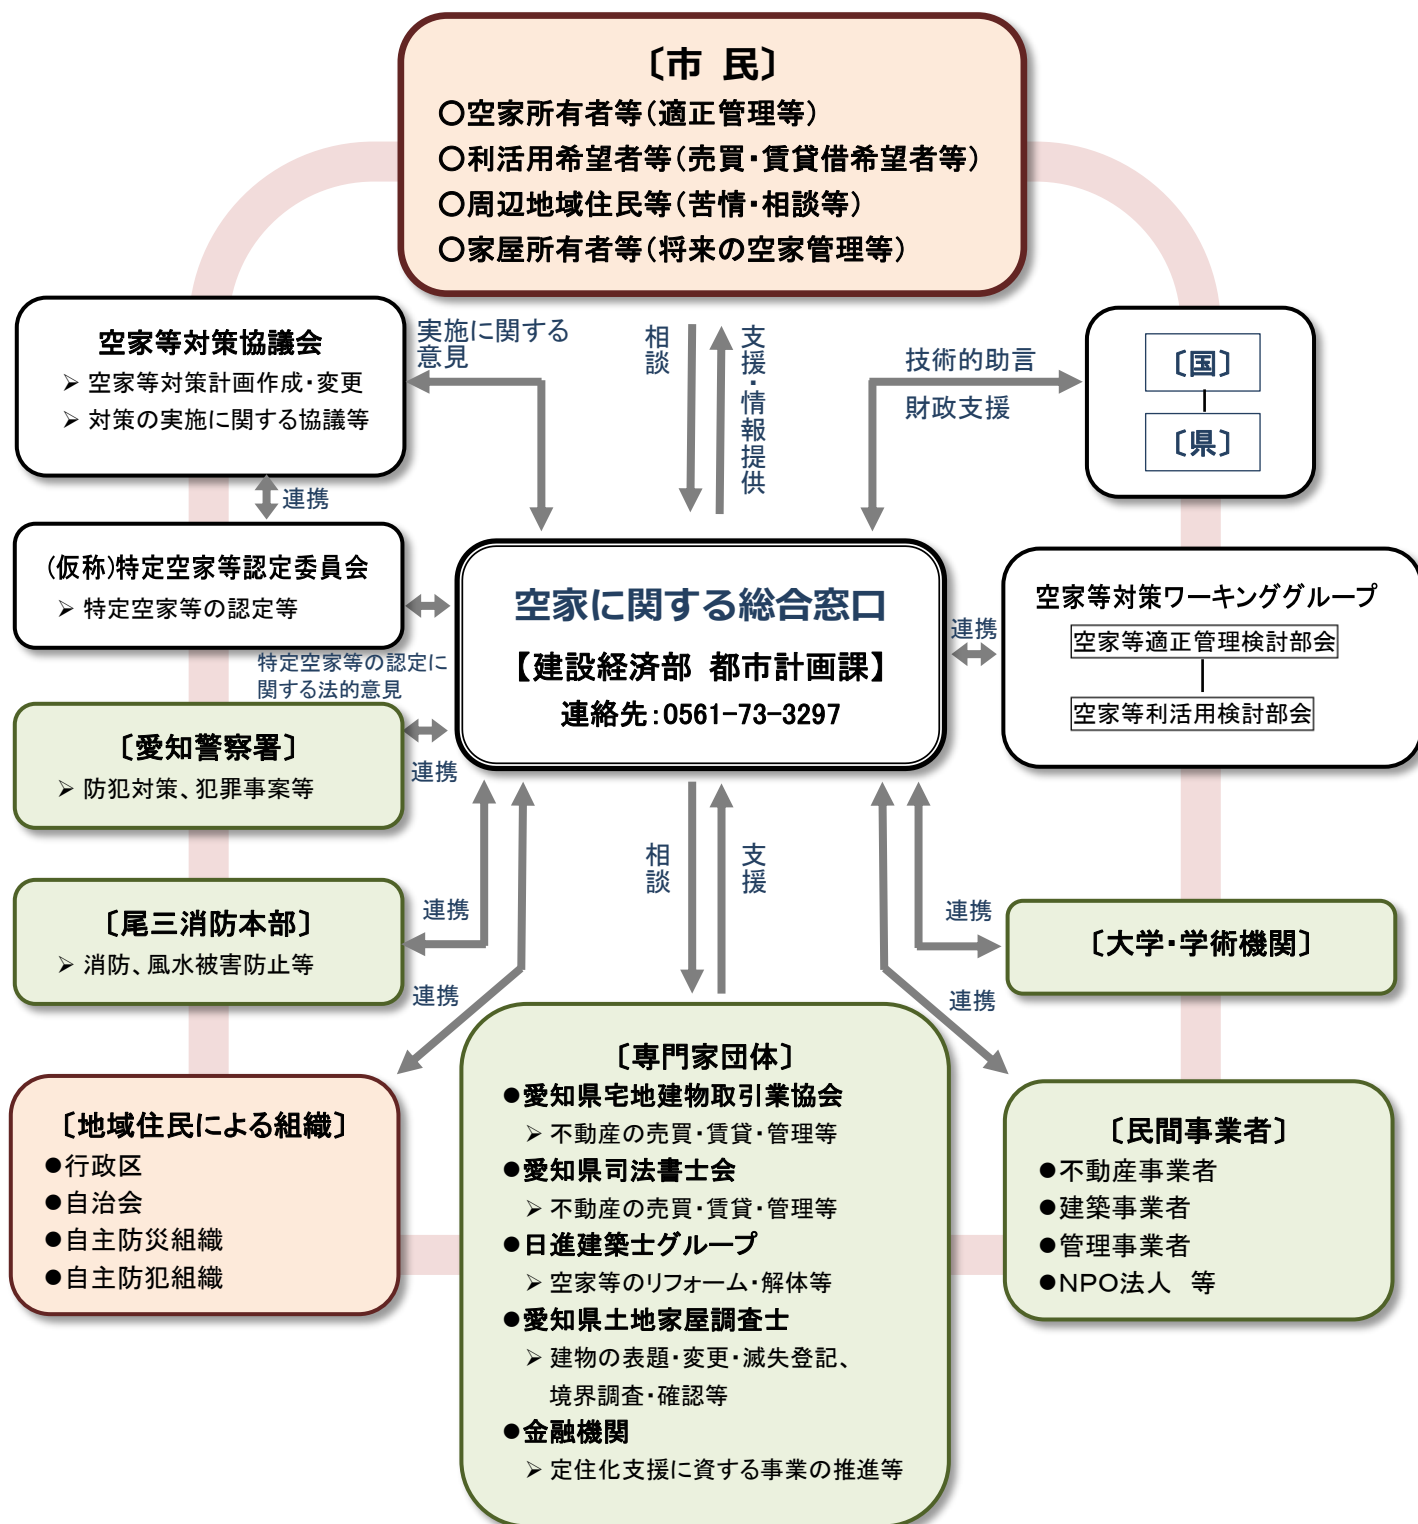 〔市 民〕
○空家所有者等(適正管理等)
○利活用希望者等(売買・賃貸借希望者等)
○周辺地域住民等(苦情・相談等)
○家屋所有者等(将来の空家管理等)
空家等対策協議会
➢ 空家等対策計画作成・変更
➢ 対策の実施に関する協議等
実施に関する
意見
相談
支援・情報提供
技術的助言
財政支援
〔国〕
〔県〕
連携
(仮称)特定空家等認定委員会
➢ 特定空家等の認定等
特定空家等の認定に
関する法的意見
空家に関する総合窓口
【建設経済部 都市計画課】
連絡先:0561-73-3297
連携
空家等対策ワーキンググループ
空家等適正管理検討部会
空家等利活用検討部会
〔愛知警察署〕
➢ 防犯対策、犯罪事案等
連携
〔尾三消防本部〕
➢ 消防、風水被害防止等
連携
連携
相談
支援
連携
〔大学・学術機関〕
連携
〔地域住民による組織〕
●行政区
●自治会
●自主防災組織
●自主防犯組織
〔専門家団体〕
●愛知県宅地建物取引業協会
➢ 不動産の売買・賃貸・管理等
●愛知県司法書士会
➢ 不動産の売買・賃貸・管理等
●日進建築士グループ
➢ 空家等のリフォーム・解体等
●愛知県土地家屋調査士
➢ 建物の表題・変更・滅失登記、
境界調査・確認等
●金融機関
➢ 定住化支援に資する事業の推進等
〔民間事業者〕
●不動産事業者
●建築事業者
●管理事業者
●NPO法人 等